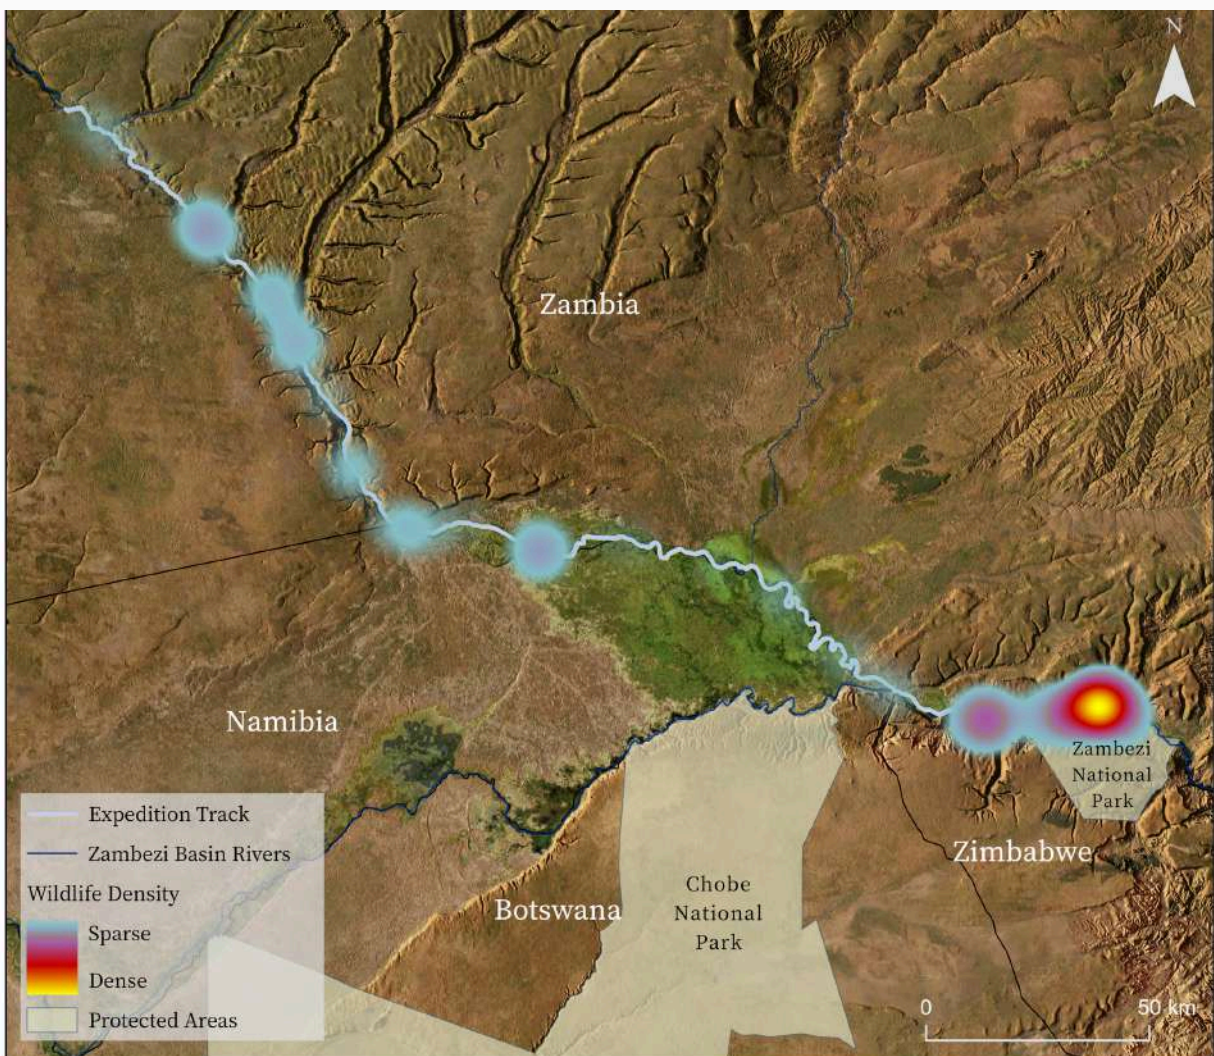 N
Zambia
Namibia
Zambezi
National
Park
Zimbabwe
Botswana
Chobe
National
Park
Expedition Track
Zambezi Basin Rivers
Wildlife Density
Sparse
Dense
Protected Areas
0 50 km